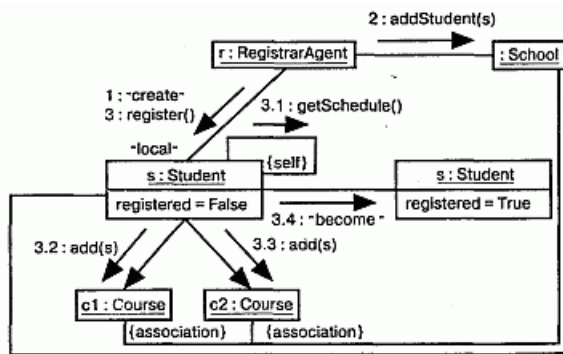 2 : addStudent(s)
r : RegistrarAgent
: School
1 : "create"
3 : register()
3.1 : getSchedule()
"local"
{self}
s : Student
registered = False
s : Student
registered = True
3.4 : "become"
3.2 : add(s)
3.3 : add(s)
c1 : Course
c2 : Course
{association}
{association}